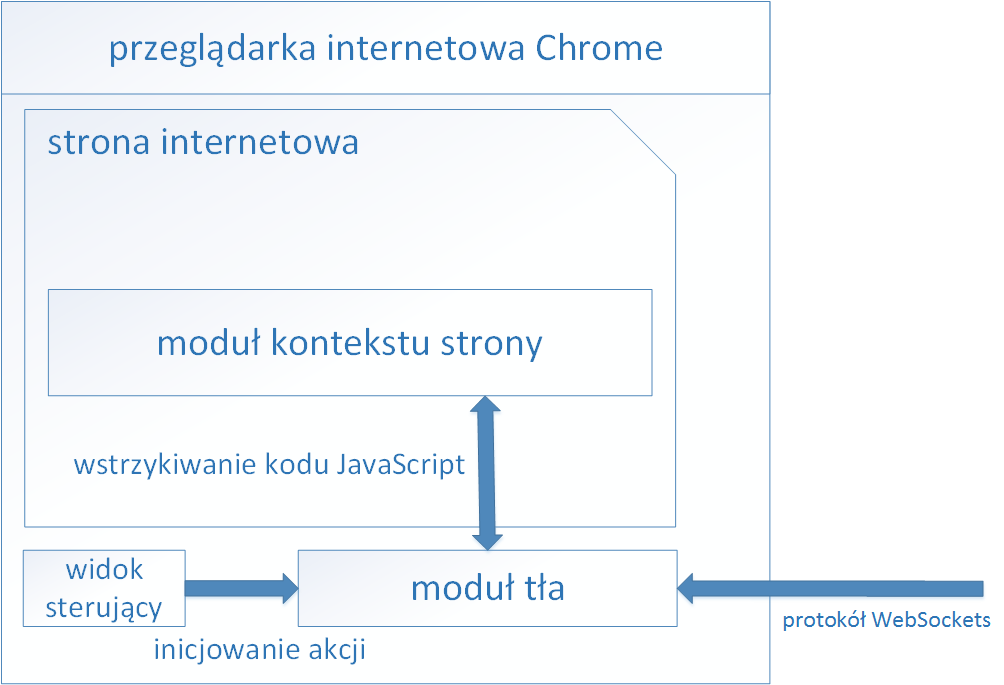 przeglądarka internetowa Chrome
strona internetowa
moduł kontekstu strony
wstrzykiwanie kodu JavaScript
widok
sterujący
moduł tła
inicjowanie akcji
protokół WebSockets